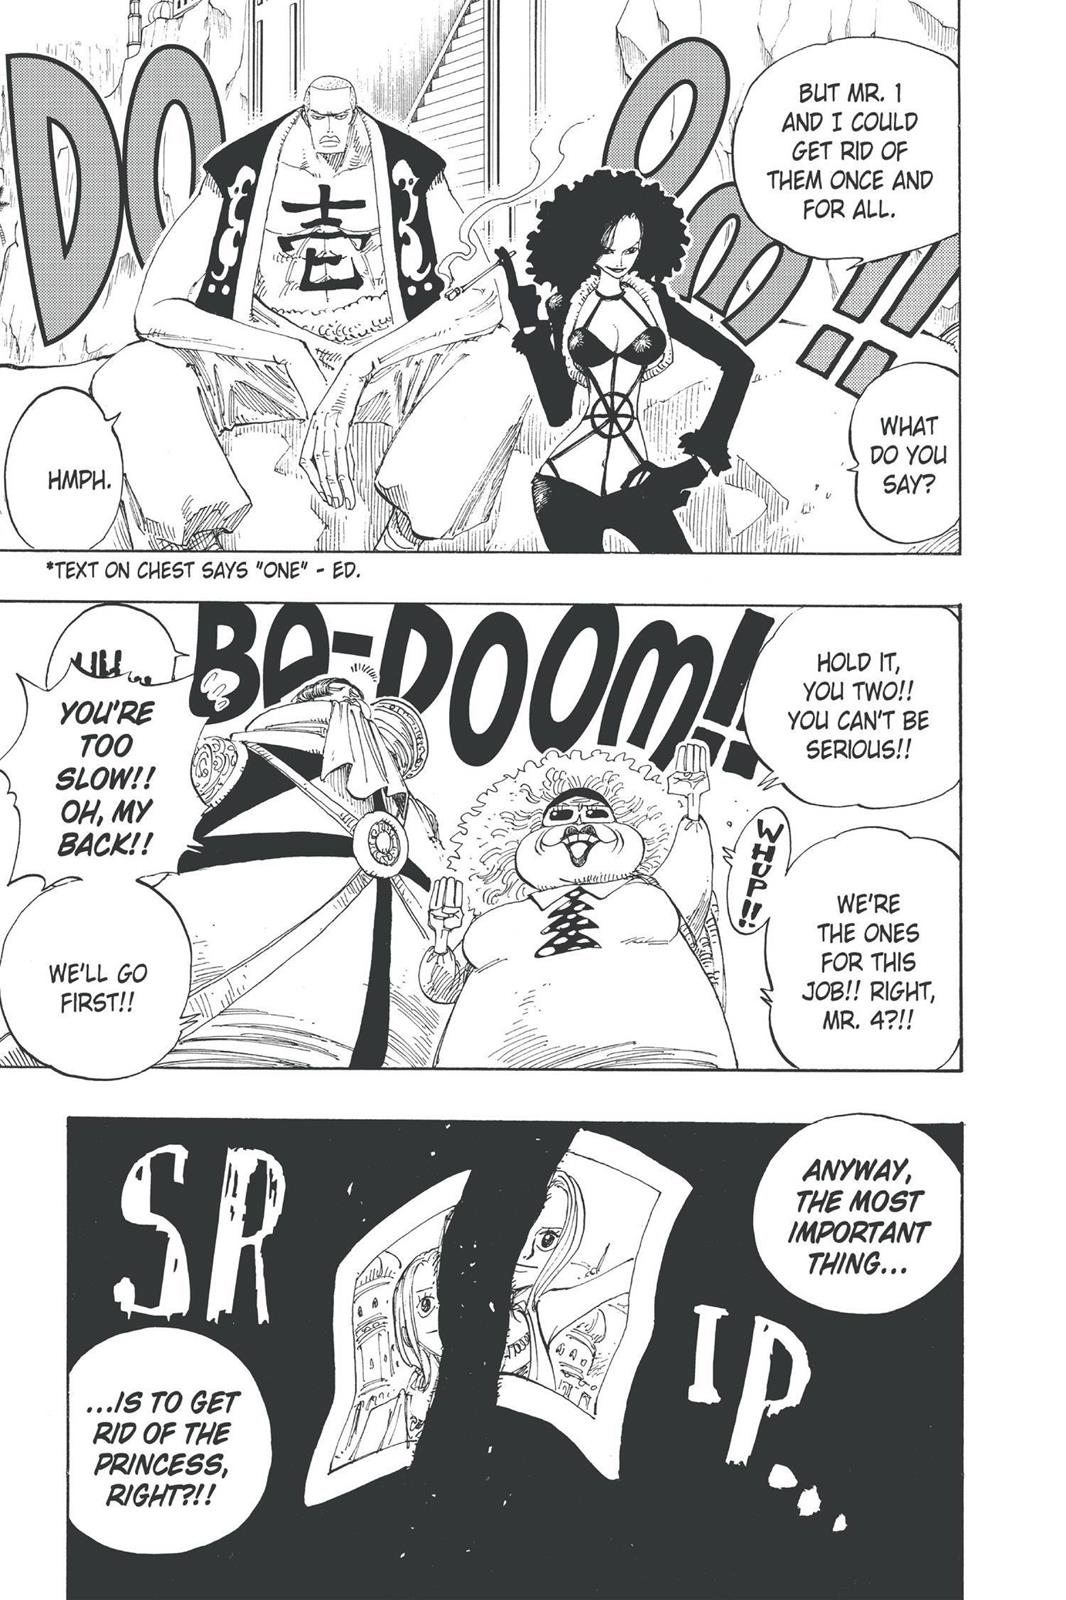 BUT MR. 1
AND I COULD
GET RID OF
THEM ONCE AND
FOR ALL.
DOOM!!
壱
WHAT
DO YOU
SAY?
HMPH.
*TEXT ON CHEST SAYS "ONE" - ED.
HOLD IT,
YOU TWO!!
YOU CAN'T BE
SERIOUS!!
BA-DOOM!!
WHUP!!
WE'RE
THE ONES
FOR THIS
JOB!! RIGHT,
MR. 4?!!
YOU'RE
TOO
SLOW!!
OH, MY
BACK!!
WE'LL GO
FIRST!!
ANYWAY,
THE MOST
IMPORTANT
THING...
SR
IP...
...IS TO GET
RID OF THE
PRINCESS,
RIGHT?!!